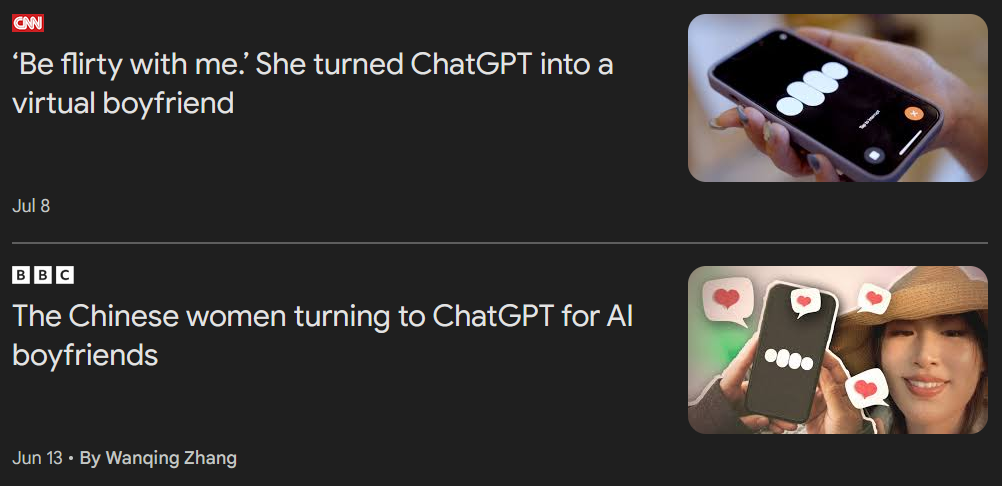 CNN
‘Be flirty with me.’ She turned ChatGPT into a
virtual boyfriend
Jul 8
BBC
The Chinese women turning to ChatGPT for AI
boyfriends
Jun 13 • By Wanqing Zhang